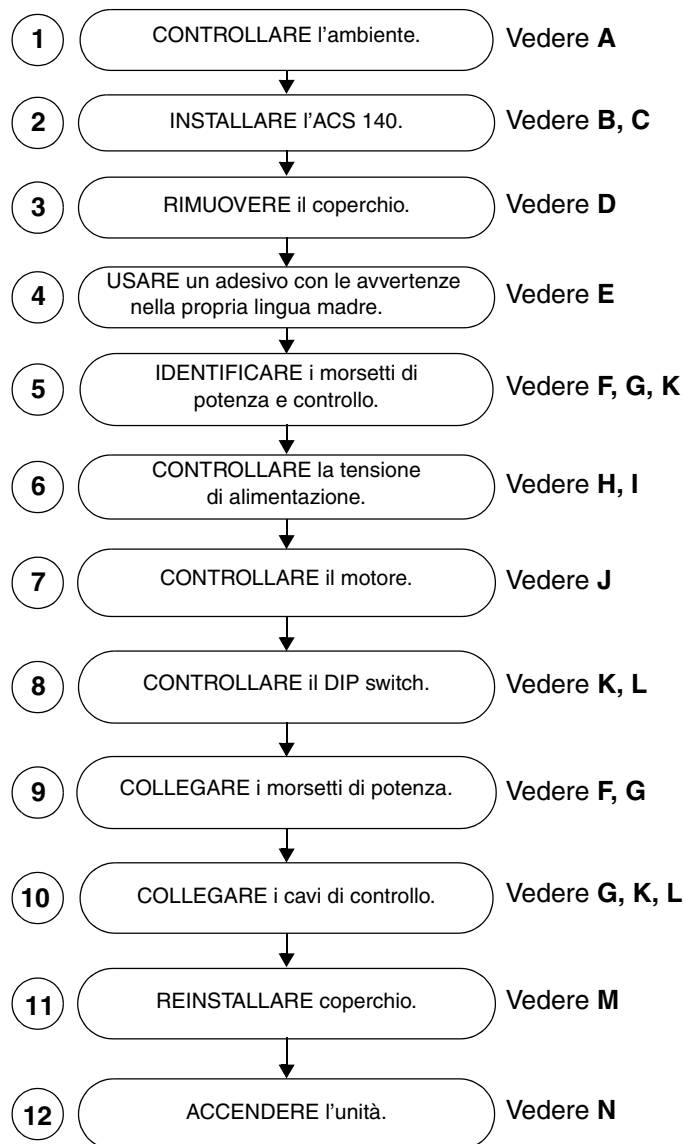 1 CONTROLLARE l'ambiente. Vedere A
2 INSTALLARE l'ACS 140. Vedere B, C
3 RIMUOVERE il coperchio. Vedere D
4 USARE un adesivo con le avvertenze
nella propria lingua madre. Vedere E
5 IDENTIFICARE i morsetti di
potenza e controllo. Vedere F, G, K
6 CONTROLLARE la tensione
di alimentazione. Vedere H, I
7 CONTROLLARE il motore. Vedere J
8 CONTROLLARE il DIP switch. Vedere K, L
9 COLLEGARE i morsetti di potenza. Vedere F, G
10 COLLEGARE i cavi di controllo. Vedere G, K, L
11 REINSTALLARE coperchio. Vedere M
12 ACCENDERE l'unità. Vedere N